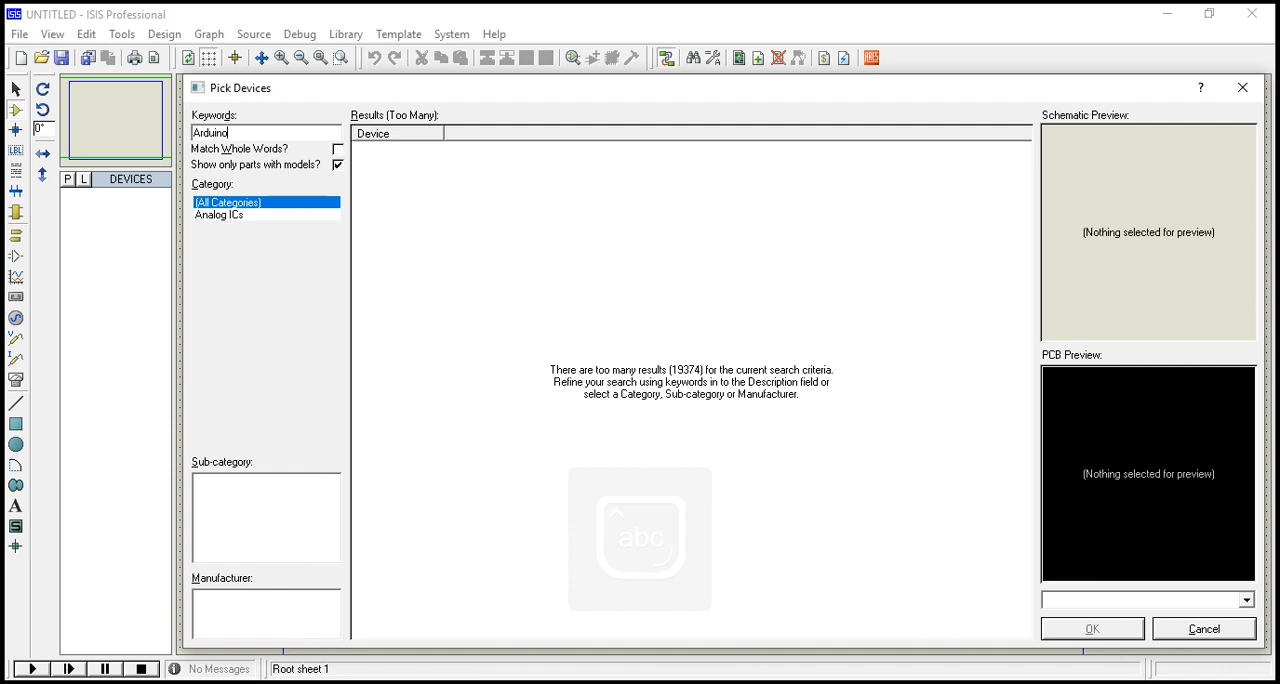 ISIS UNTITLED - ISIS Professional
File View Edit Tools Design Graph Source Debug Library Template System Help
ARES
Pick Devices
?
Keywords:
Arduino
Match Whole Words?
Show only parts with models?
Category:
(All Categories)
Analog ICs
Sub-category:
Manufacturer:
Results (Too Many):
Device
There are too many results (19374) for the current search criteria.
Refine your search using keywords in to the Description field or
select a Category, Sub-category or Manufacturer.
abc
Schematic Preview:
(Nothing selected for preview)
PCB Preview:
(Nothing selected for preview)
OK Cancel
0°
LBL
P L DEVICES
A
S
No Messages
Root sheet 1